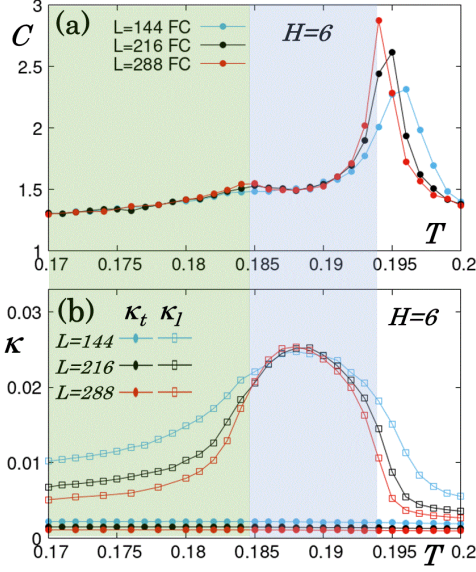 3
C
(a)
L=144 FC
L=216 FC
L=288 FC
H=6
2.5
2
1.5
1
0.17 0.175 0.18 0.185 0.19 0.195 0.2
T
(b)
κt κl
H=6
L=144
L=216
L=288
0.03
κ
0.02
0.01
0
0.17 0.175 0.18 0.185 0.19 0.195 0.2
T